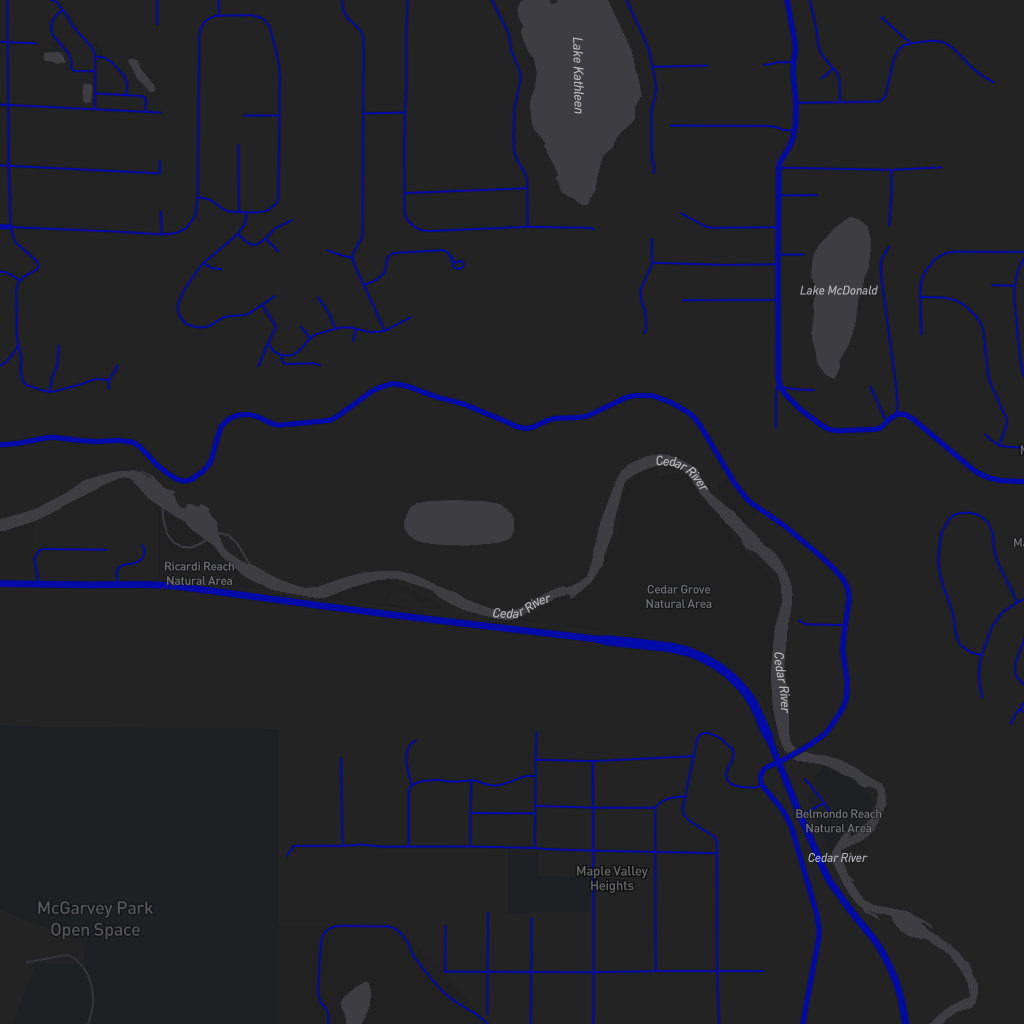 Lake Kathleen
Lake McDonald
Cedar River
Ricardi Reach
Natural Area
Cedar River
Cedar Grove
Natural Area
Cedar River
Belmondo Reach
Natural Area
Cedar River
Maple Valley
Heights
McGarvey Park
Open Space